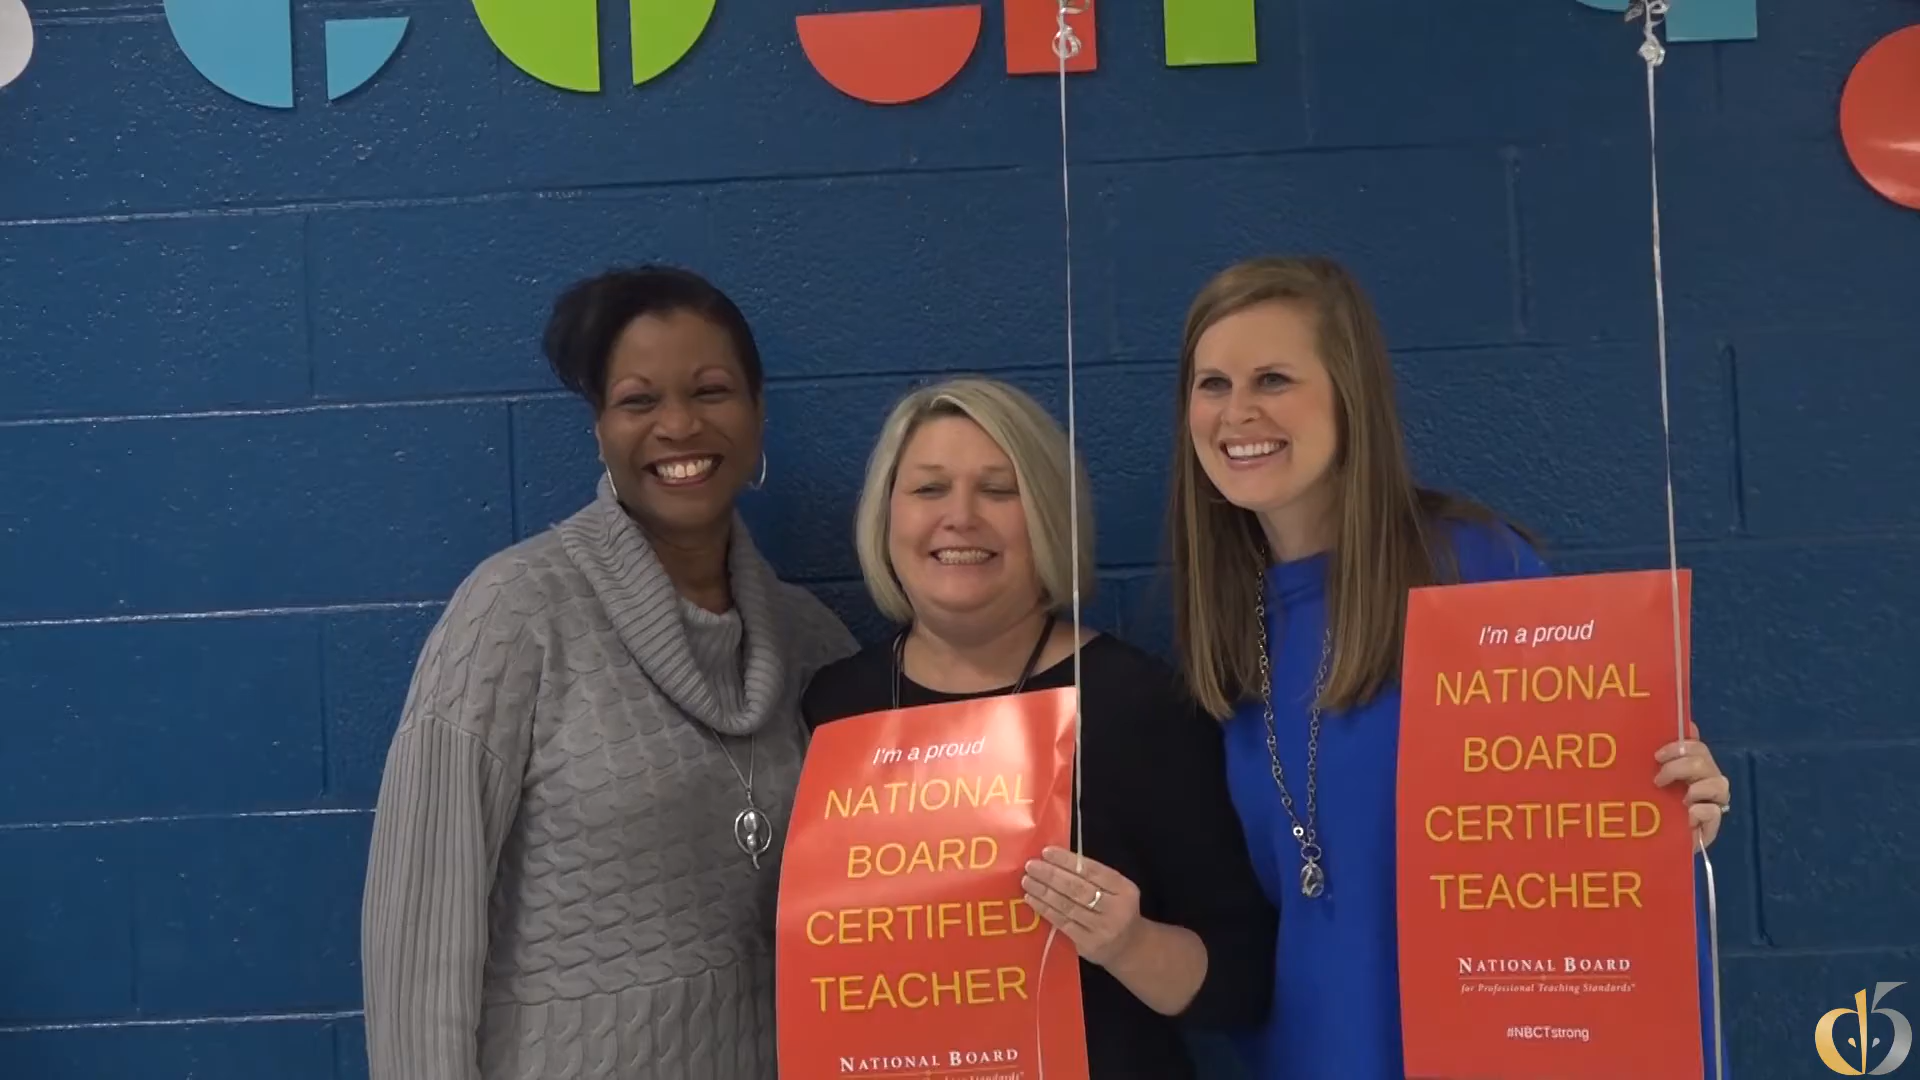 I'm a proud
NATIONAL
BOARD
CERTIFIED
TEACHER
NATIONAL BOARD
I'm a proud
NATIONAL
BOARD
CERTIFIED
TEACHER
NATIONAL BOARD
for Professional Teaching Standards
#NBCTstrong
d5